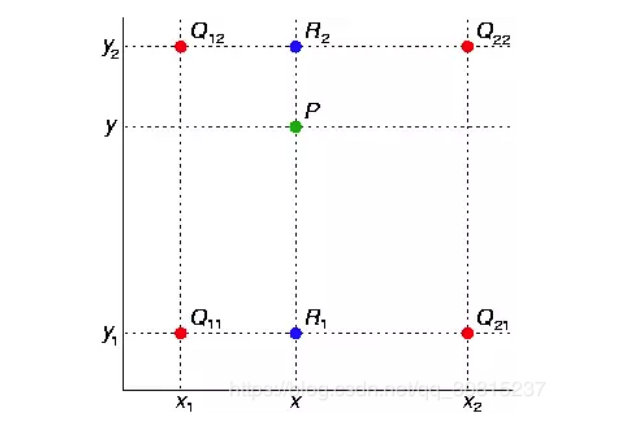 y₂ Q₁₂ R₂ Q₂₂
y P
y₁ Q₁₁ R₁ Q₂₁
x₁ x x₂